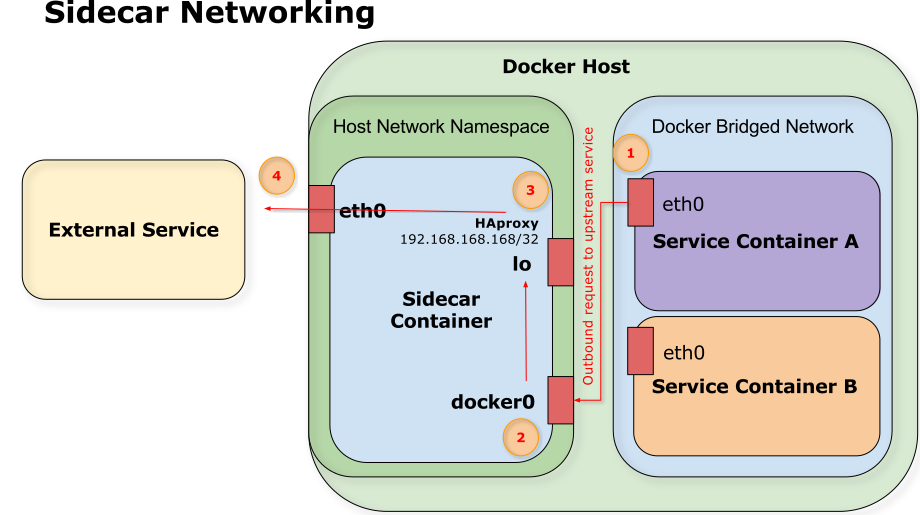 Sidecar Networking
Docker Host
Host Network Namespace
Docker Bridged Network
1
4
3
eth0
eth0
External Service
HAproxy
192.168.168.168/32
lo
Service Container A
Outbound request to upstream service
Sidecar
Container
eth0
Service Container B
docker0
2